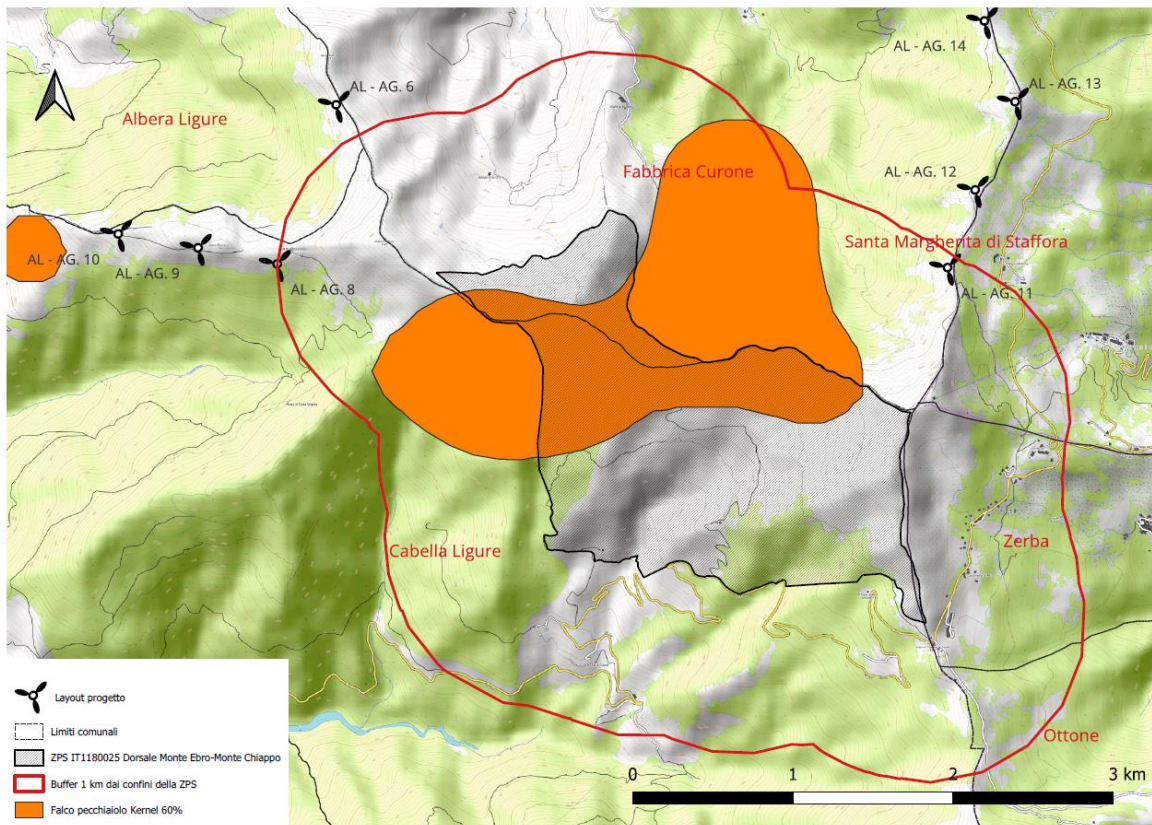 AL - AG. 14
AL - AG. 6
AL - AG. 13
Albera Ligure
Fabbrica Curone
AL - AG. 12
Santa Margherita di Staffora
AL - AG. 10
AL - AG. 9
AL - AG. 8
AL - AG. 11
Cabella Ligure
Zerba
Ottone
Layout progetto
Limiti comunali
ZPS IT1180025 Dorsale Monte Ebro-Monte Chiappo
Buffer 1 km dai confini della ZPS
Falco pecchiaiolo Kernel 60%
0 1 2 3 km